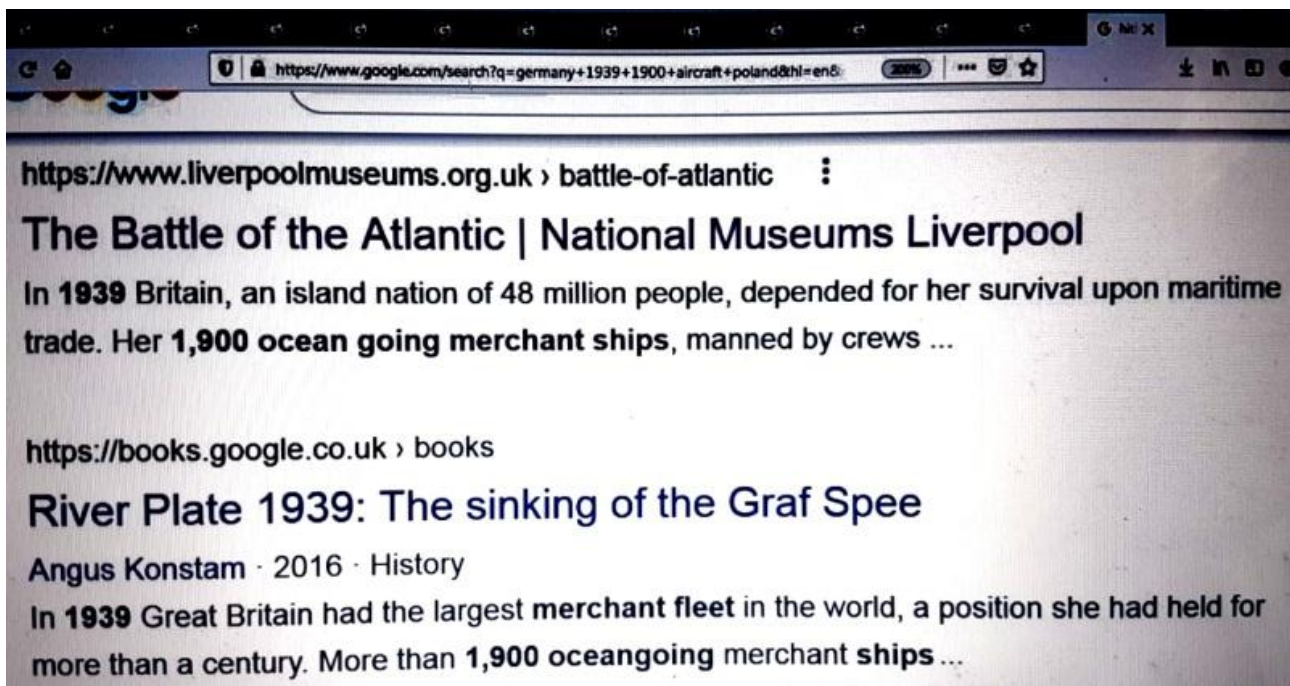 https://www.google.com/search?q=germany+1939+1900+aircraft+poland&hl=en&
https://www.liverpoolmuseums.org.uk › battle-of-atlantic
The Battle of the Atlantic | National Museums Liverpool
In 1939 Britain, an island nation of 48 million people, depended for her survival upon maritime
trade. Her 1,900 ocean going merchant ships, manned by crews ...
https://books.google.co.uk › books
River Plate 1939: The sinking of the Graf Spee
Angus Konstam · 2016 · History
In 1939 Great Britain had the largest merchant fleet in the world, a position she had held for
more than a century. More than 1,900 oceangoing merchant ships ...